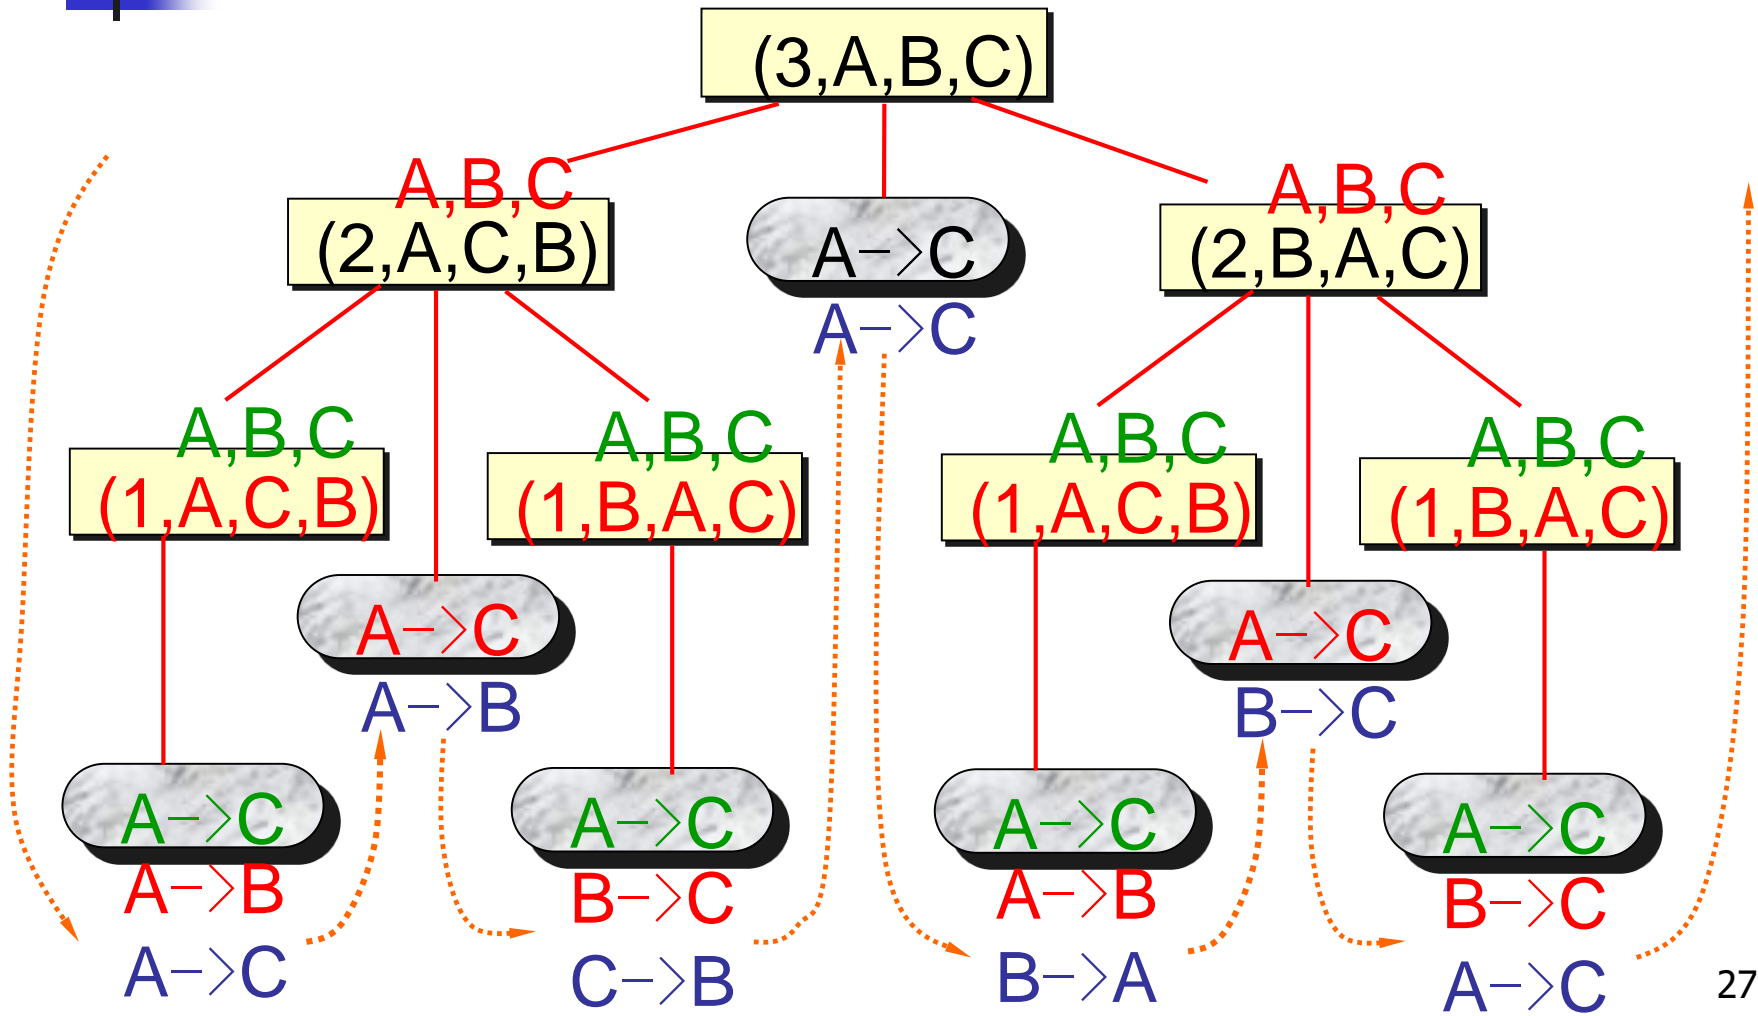 (3,A,B,C)
A,B,C
(2,A,C,B)
A->C
A->C
A,B,C
(2,B,A,C)
A,B,C
(1,A,C,B)
A,B,C
(1,B,A,C)
A,B,C
(1,A,C,B)
A,B,C
(1,B,A,C)
A->C
A->B
A->C
B->C
A->C
A->B
A->C
A->C
B->C
C->B
A->C
A->B
B->A
A->C
B->C
A->C
27